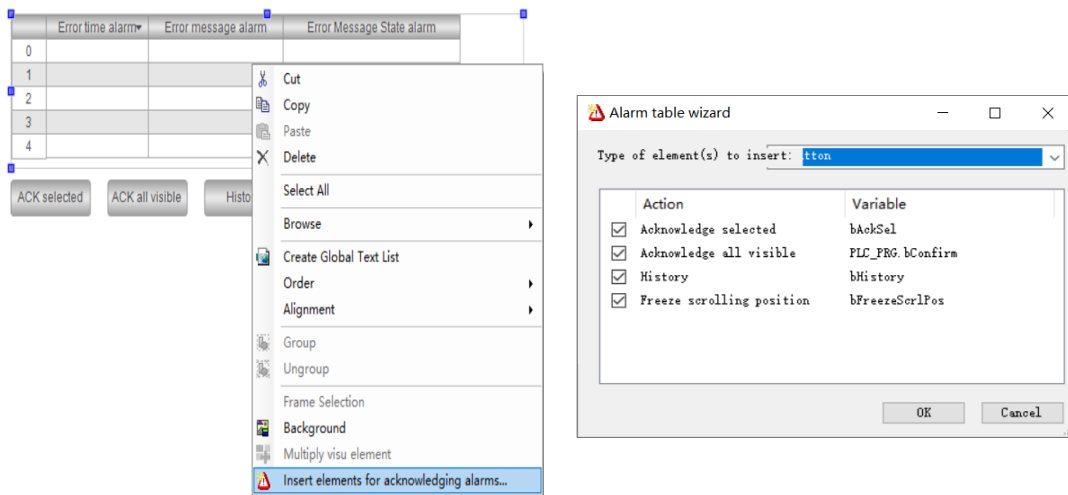 Error time alarm Error message alarm Error Message State alarm
0
1
2
3
4
ACK selected ACK all visible Histo
Cut
Copy
Paste
Delete
Select All
Browse
Create Global Text List
Order
Alignment
Group
Ungroup
Frame Selection
Background
Multiply visu element
Insert elements for acknowledging alarms...
Alarm table wizard
Type of element(s) to insert: tton
Action Variable
Acknowledge selected bAckSel
Acknowledge all visible PLC_PRG.bConfirm
History bHistory
Freeze scrolling position bFreezeScrlPos
OK Cancel